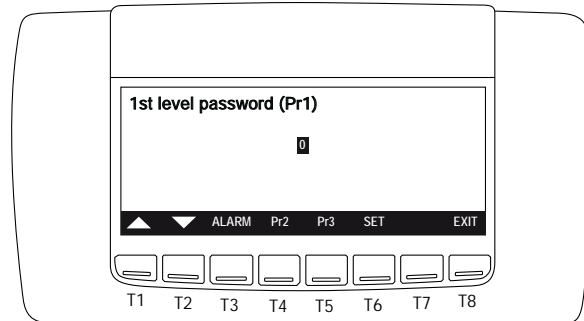 1st level password (Pr1)
0
ALARM Pr2 Pr3 SET EXIT
T1 T2 T3 T4 T5 T6 T7 T8